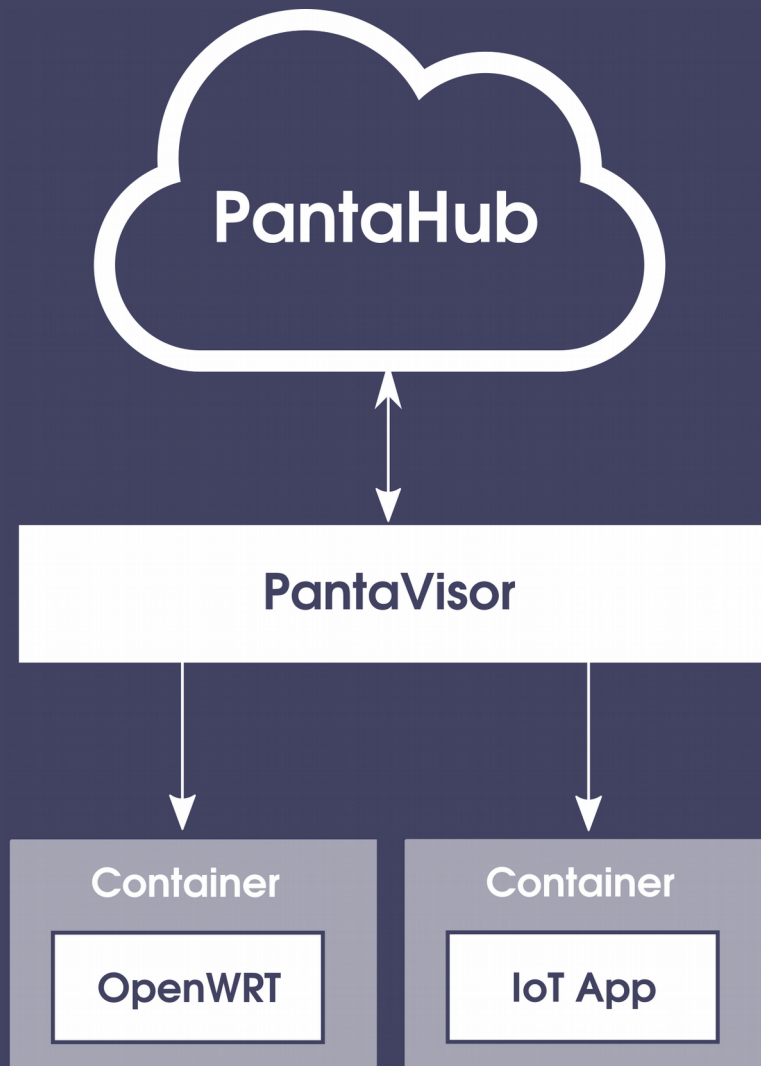 PantaHub
PantaVisor
Container
Container
OpenWRT
IoT App